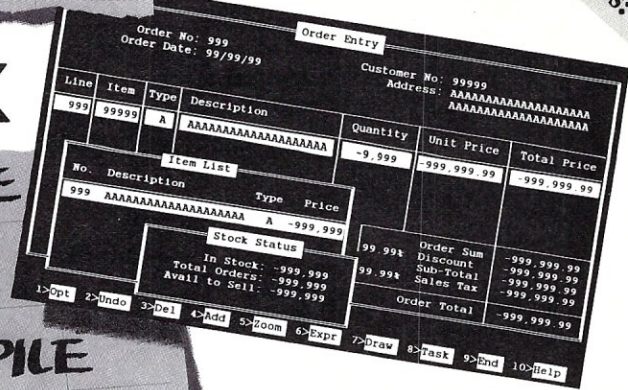 Order Entry
Order No: 999
Order Date: 99/99/99
Customer No: 99999
Address: AAAAAAAAAAAAAAAAAAAA
AAAAAAAAAAAAAAAAAAAA
Line Item Type Description Quantity Unit Price Total Price
999 99999 A AAAAAAAAAAAAAAAAAAAA -9,999 -999,999.99 -999,999.99
Item List
No. Description Type Price
999 AAAAAAAAAAAAAAAAAAAA A -999,999
Stock Status
In Stock: -999,999
Total Orders: -999,999
Avail to Sell: -999,999
Order Sum -999,999.99
99.99% Discount -999,999.99
Sub-Total -999,999.99
99.99% Sales Tax -999,999.99
Order Total -999,999.99
1>Opt 2>Undo 3>Del 4>Add 5>Zoom 6>Expr 7>Draw 8>Task 9>End 10>Help